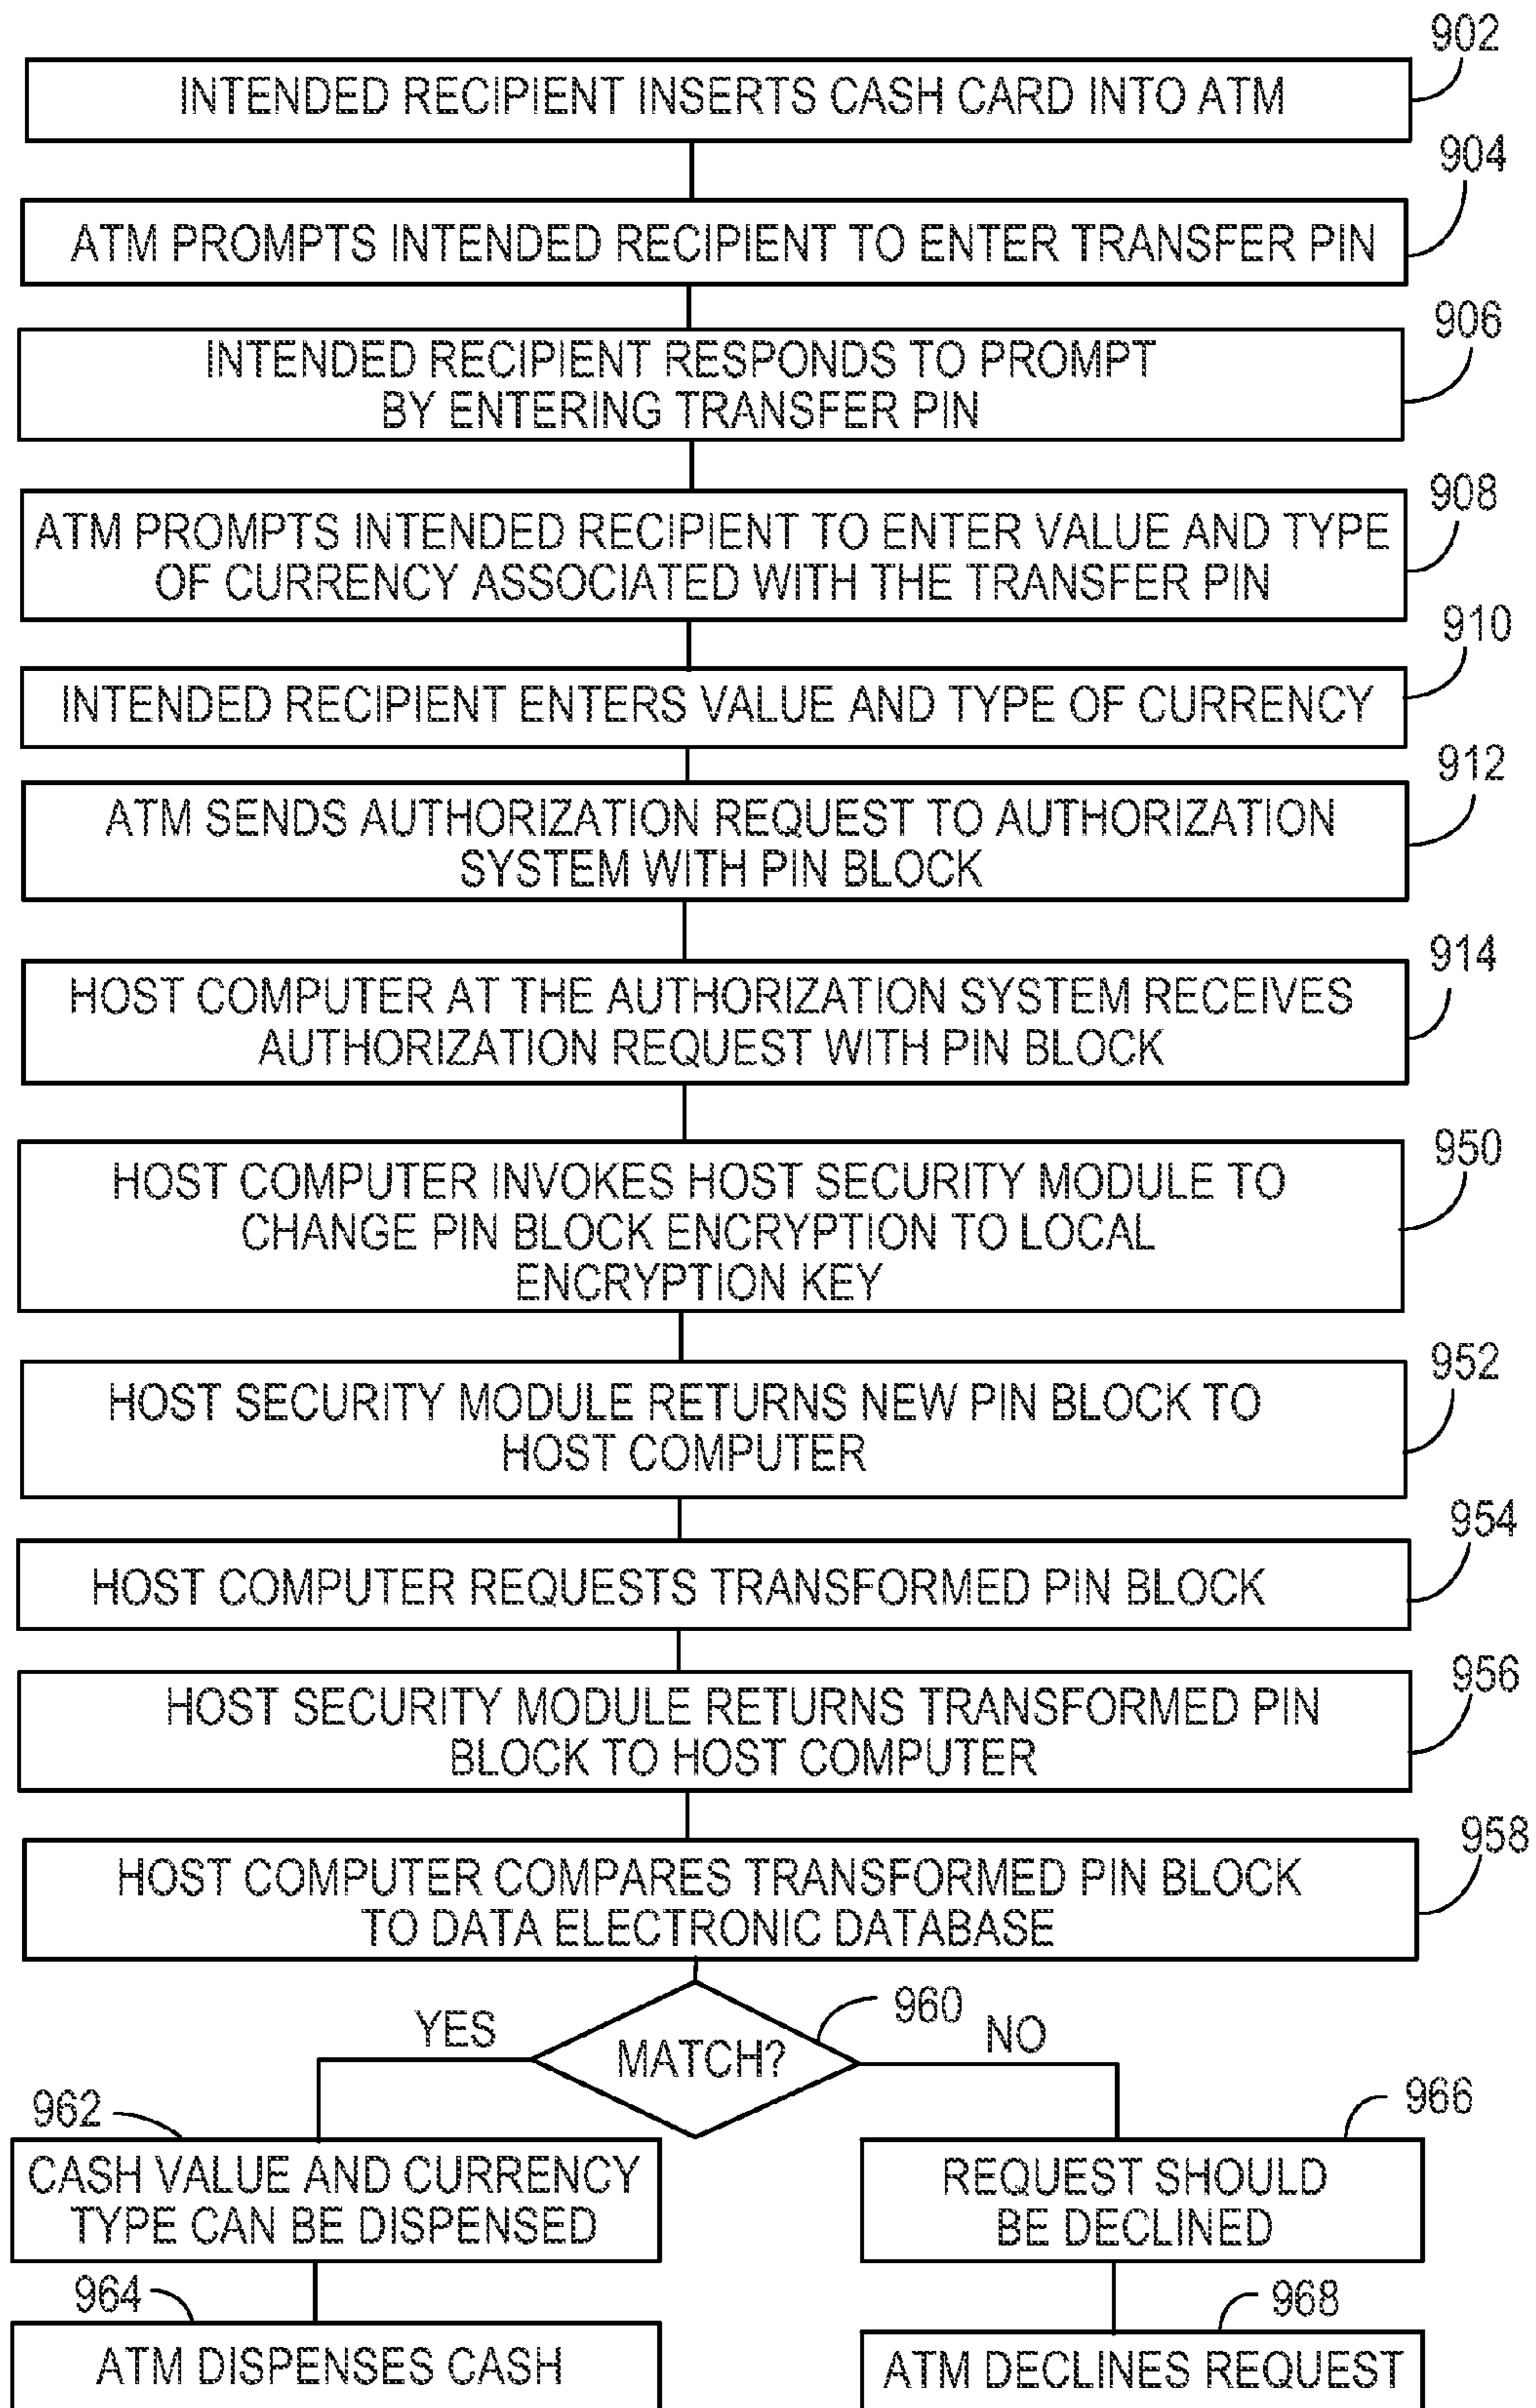 902
INTENDED RECIPIENT INSERTS CASH CARD INTO ATM
904
ATM PROMPTS INTENDED RECIPIENT TO ENTER TRANSFER PIN
906
INTENDED RECIPIENT RESPONDS TO PROMPT
BY ENTERING TRANSFER PIN
908
ATM PROMPTS INTENDED RECIPIENT TO ENTER VALUE AND TYPE
OF CURRENCY ASSOCIATED WITH THE TRANSFER PIN
910
INTENDED RECIPIENT ENTERS VALUE AND TYPE OF CURRENCY
912
ATM SENDS AUTHORIZATION REQUEST TO AUTHORIZATION
SYSTEM WITH PIN BLOCK
914
HOST COMPUTER AT THE AUTHORIZATION SYSTEM RECEIVES
AUTHORIZATION REQUEST WITH PIN BLOCK
950
HOST COMPUTER INVOKES HOST SECURITY MODULE TO
CHANGE PIN BLOCK ENCRYPTION TO LOCAL
ENCRYPTION KEY
952
HOST SECURITY MODULE RETURNS NEW PIN BLOCK TO
HOST COMPUTER
954
HOST COMPUTER REQUESTS TRANSFORMED PIN BLOCK
956
HOST SECURITY MODULE RETURNS TRANSFORMED PIN
BLOCK TO HOST COMPUTER
958
HOST COMPUTER COMPARES TRANSFORMED PIN BLOCK
TO DATA ELECTRONIC DATABASE
960
YES
MATCH?
NO
962
CASH VALUE AND CURRENCY
TYPE CAN BE DISPENSED
966
REQUEST SHOULD
BE DECLINED
964
ATM DISPENSES CASH
968
ATM DECLINES REQUEST